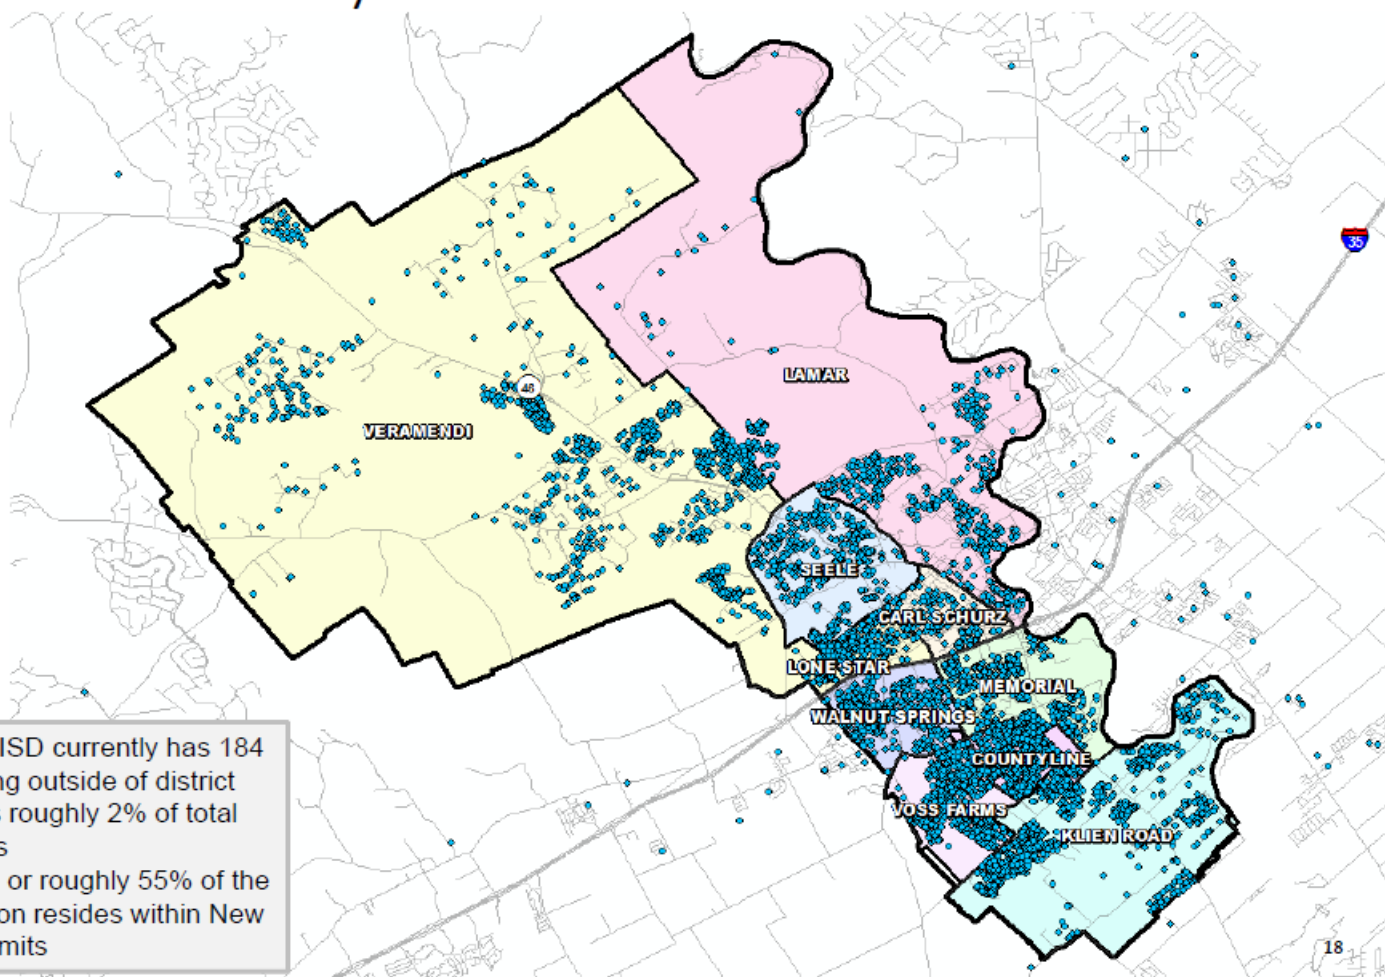 35
LAMAR
48
VERAMENDI
SEELE
CARL SCHURZ
LONE STAR
MEMORIAL
WALNUT SPRINGS
COUNTYLINE
VOSS FARMS
KLIEN ROAD
ISD currently has 184
ng outside of district
s roughly 2% of total
s
or roughly 55% of the
on resides within New
mits
18